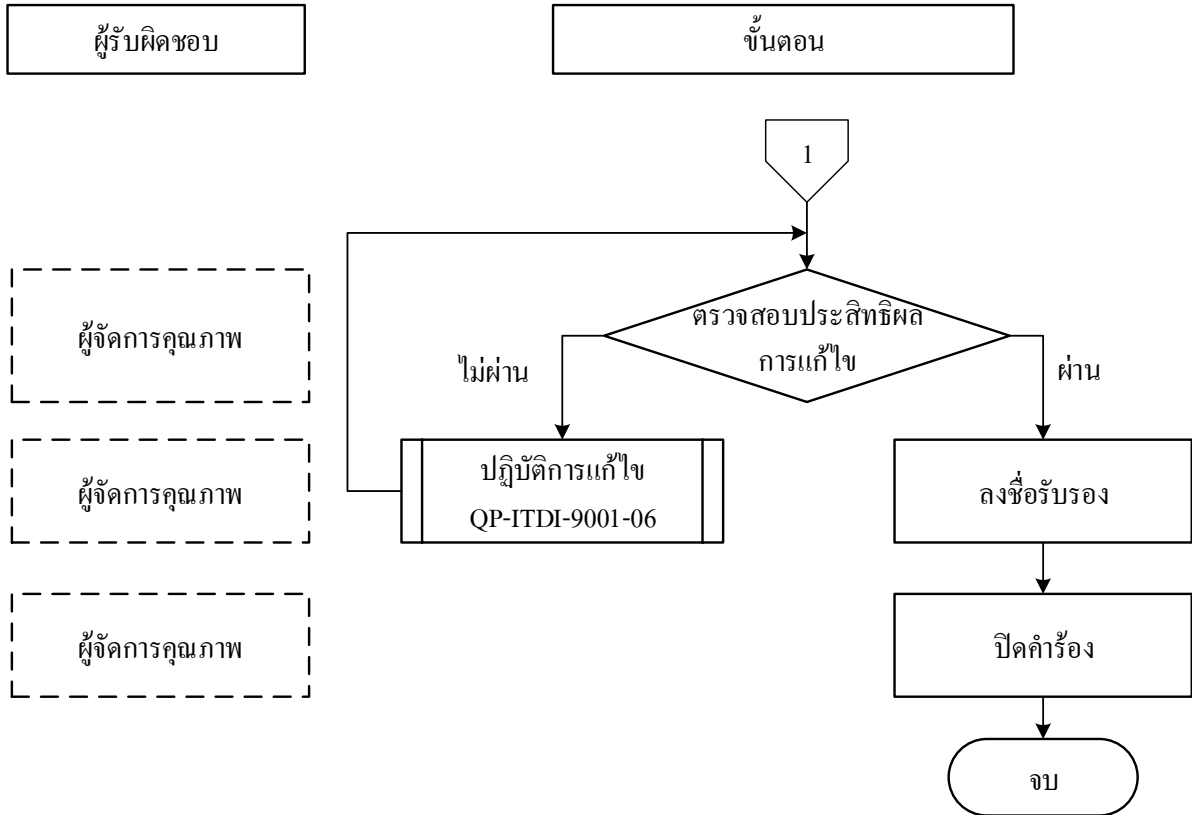 ผู้รับผิดชอบ
ขั้นตอน
1
ผู้จัดการคุณภาพ
ตรวจสอบประสิทธิผล
การแก้ไข
ไม่ผ่าน
ผ่าน
ผู้จัดการคุณภาพ
ปฏิบัติการแก้ไข
QP-ITDI-9001-06
ลงชื่อรับรอง
ผู้จัดการคุณภาพ
ปิดคำร้อง
จบ